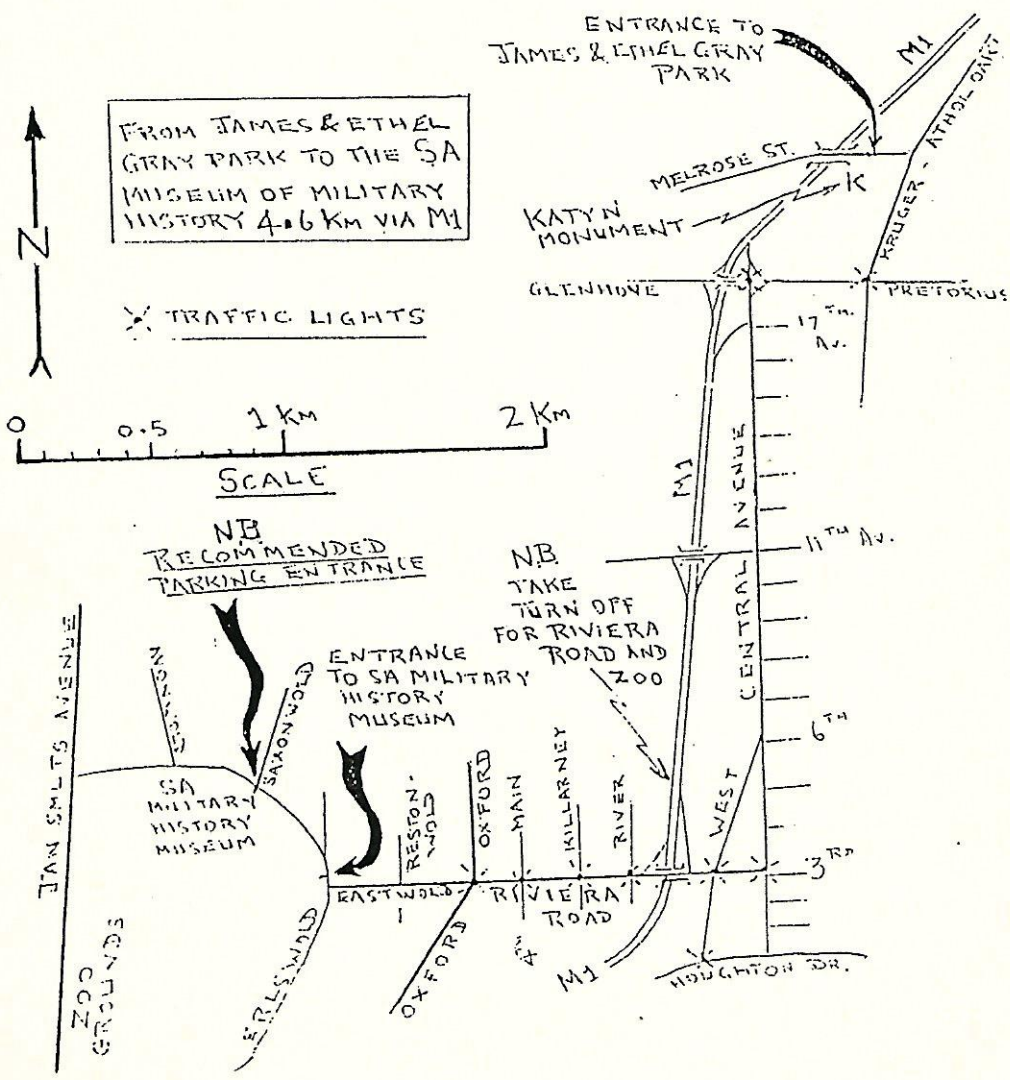 ENTRANCE TO
JAMES & ETHEL GRAY
PARK
M1
KRUGER - ATHOL OAKT
N
FROM JAMES & ETHEL
GRAY PARK TO THE SA
MUSEUM OF MILITARY
HISTORY 4.6 KM VIA M1
MELROSE ST.
K
KATYN
MONUMENT
GLENHOVE
PRETORIUS
TRAFFIC LIGHTS
17TH.
AV.
0
0.5
1 KM
2 KM
SCALE
M1
CENTRAL AVENUE
11TH AV.
NB
RECOMMENDED
PARKING ENTRANCE
N.B.
TAKE
TURN OFF
FOR RIVIERA
ROAD AND
ZOO
ENTRANCE
TO SA MILITARY
HISTORY
MUSEUM
JAN SMUTS AVENUE
SAXONWOLD
6TH
SA
MILITARY
HISTORY
MUSEUM
RESTON-
WOLD
OXFORD
MAIN
KILLARNEY
RIVER
WEST
3RD
EASTWOLD
RIVIERA
ROAD
4TH
ERLSWOLD
OXFORD
M1
HOUGHTON DR.
ZOO
GROUNDS